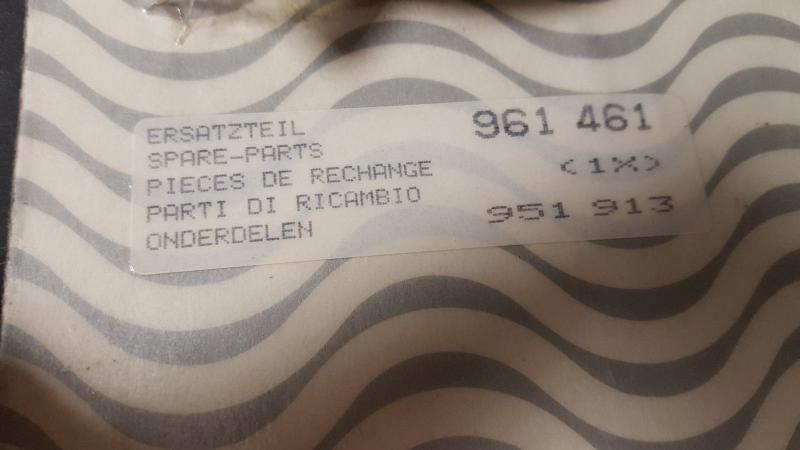 ERSATZTEIL 961 461
SPARE-PARTS
PIECES DE RECHANGE <1X>
PARTI DI RICAMBIO
ONDERDELEN 951 913